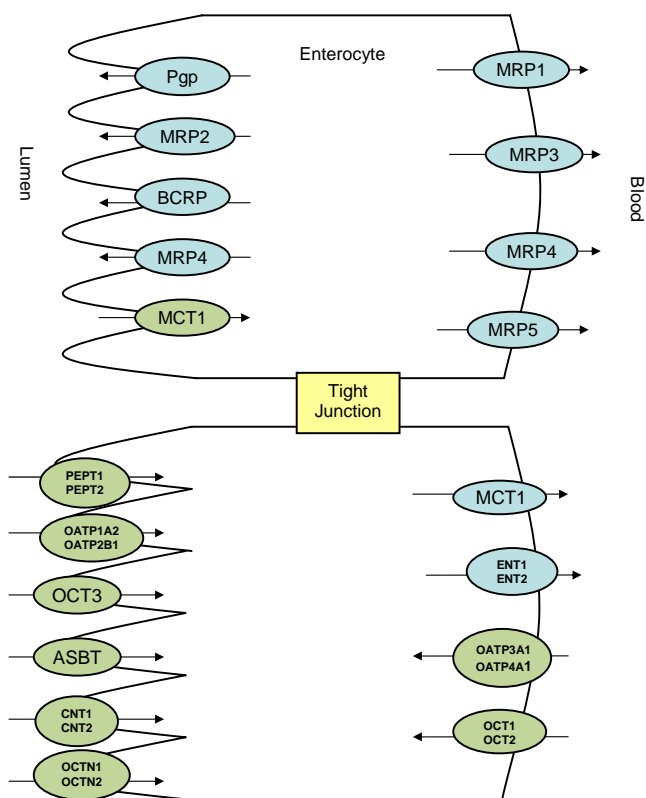 Enterocyte
Pgp
MRP1
MRP2
MRP3
Lumen
BCRP
Blood
MRP4
MRP4
MCT1
MRP5
Tight
Junction
PEPT1
PEPT2
MCT1
OATP1A2
OATP2B1
ENT1
ENT2
OCT3
ASBT
OATP3A1
OATP4A1
CNT1
CNT2
OCT1
OCT2
OCTN1
OCTN2